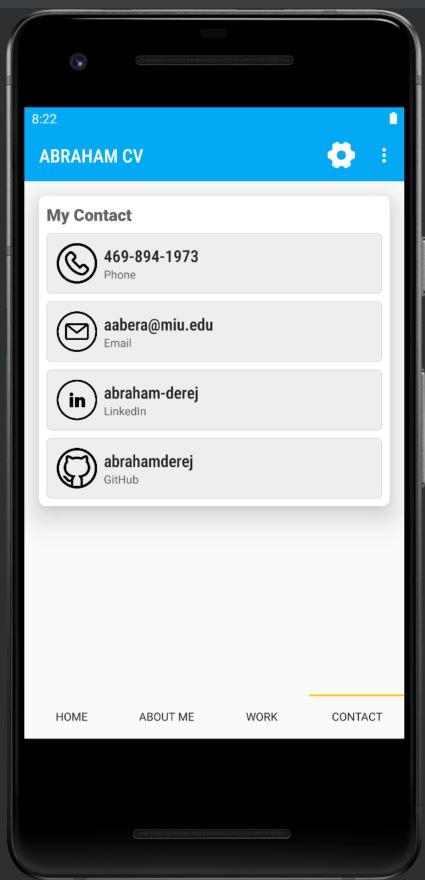 8:22
ABRAHAM CV
My Contact
469-894-1973
Phone
aabera@miu.edu
Email
in
abraham-derej
LinkedIn
abrahamderej
GitHub
HOME ABOUT ME WORK CONTACT